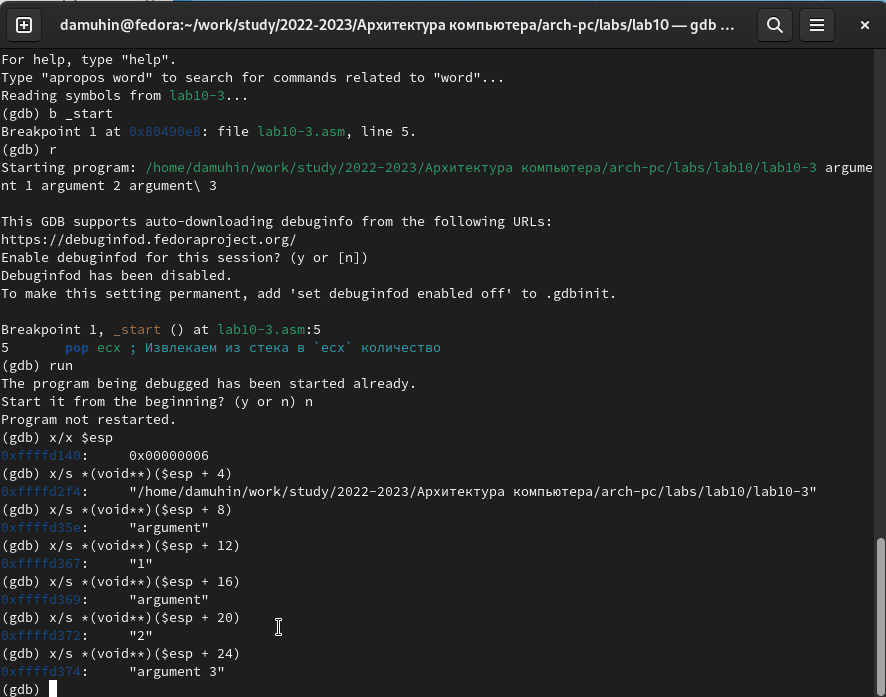 damuhin@fedora:~/work/study/2022-2023/Архитектура компьютера/arch-pc/labs/lab10 — gdb ...
For help, type "help".
Type "apropos word" to search for commands related to "word"...
Reading symbols from lab10-3...
(gdb) b _start
Breakpoint 1 at 0x80490e8: file lab10-3.asm, line 5.
(gdb) r
Starting program: /home/damuhin/work/study/2022-2023/Архитектура компьютера/arch-pc/labs/lab10/lab10-3 argume
nt 1 argument 2 argument\ 3
This GDB supports auto-downloading debuginfo from the following URLs:
https://debuginfod.fedoraproject.org/
Enable debuginfod for this session? (y or [n])
Debuginfod has been disabled.
To make this setting permanent, add 'set debuginfod enabled off' to .gdbinit.
Breakpoint 1, _start () at lab10-3.asm:5
5       pop ecx ; Извлекаем из стека в `ecx` количество
(gdb) run
The program being debugged has been started already.
Start it from the beginning? (y or n) n
Program not restarted.
(gdb) x/x $esp
0xffffd140:     0x00000006
(gdb) x/s *(void**)($esp + 4)
0xffffd2f4:     "/home/damuhin/work/study/2022-2023/Архитектура компьютера/arch-pc/labs/lab10/lab10-3"
(gdb) x/s *(void**)($esp + 8)
0xffffd35e:     "argument"
(gdb) x/s *(void**)($esp + 12)
0xffffd367:     "1"
(gdb) x/s *(void**)($esp + 16)
0xffffd369:     "argument"
(gdb) x/s *(void**)($esp + 20)
0xffffd372:     "2"
(gdb) x/s *(void**)($esp + 24)
0xffffd374:     "argument 3"
(gdb)